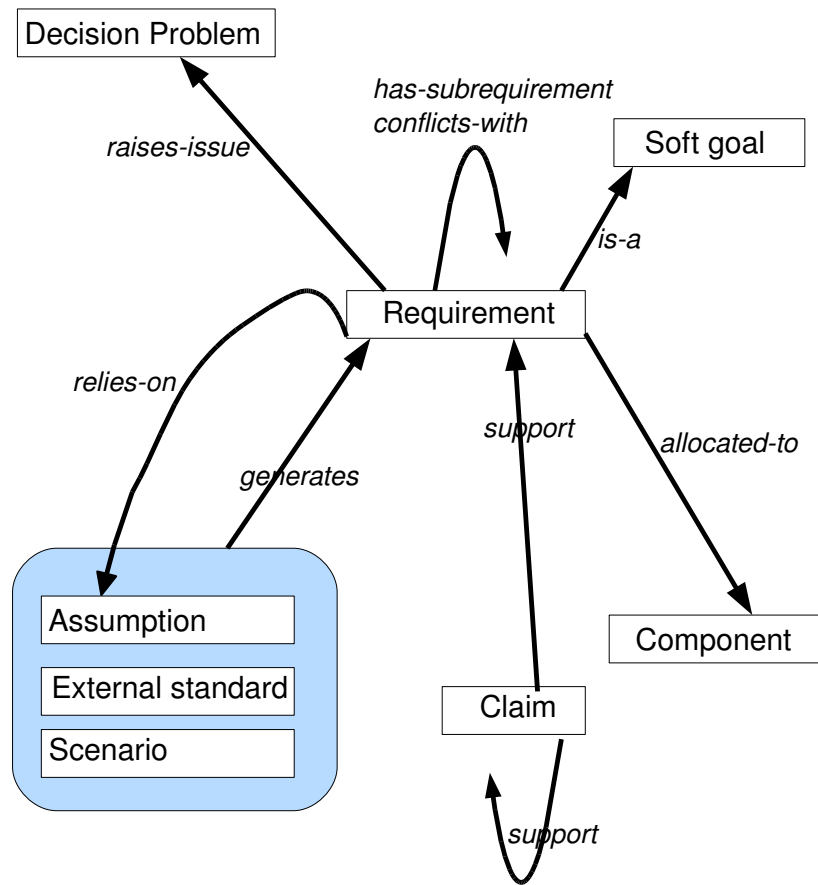 Decision Problem
has-subrequirement
conflicts-with
Soft goal
raises-issue
is-a
Requirement
relies-on
support
allocated-to
generates
Assumption
Component
External standard
Claim
Scenario
support